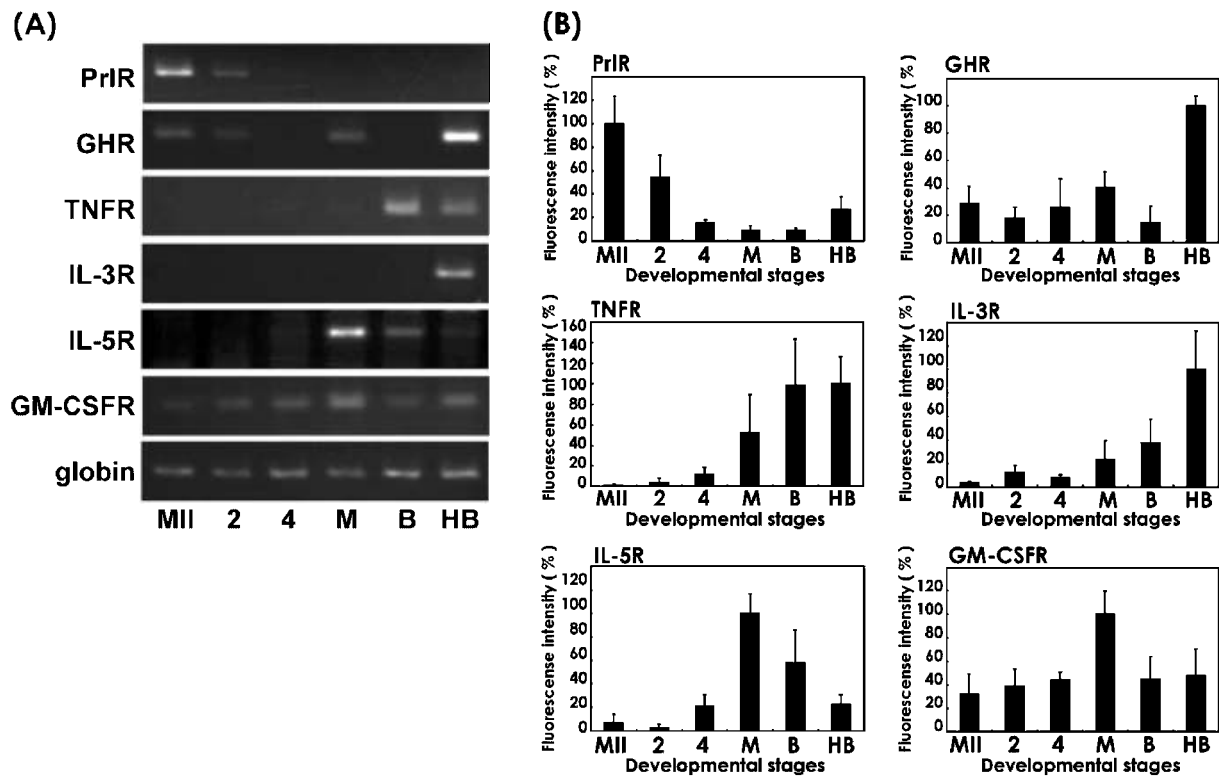 (A)
PrlR
GHR
TNFR
IL-3R
IL-5R
GM-CSFR
globin
MII 2 4 M B HB
(B)
PrlR
Fluorescense intensity ( % )
120
100
80
60
40
20
0
MII 2 4 M B HB
Developmental stages
GHR
Fluorescense intensity ( % )
100
80
60
40
20
0
MII 2 4 M B HB
Developmental stages
TNFR
Fluorescense intensity ( % )
160
140
120
100
80
60
40
20
0
MII 2 4 M B HB
Developmental stages
IL-3R
Fluorescense intensity ( % )
120
100
80
60
40
20
0
MII 2 4 M B HB
Developmental stages
IL-5R
Fluorescense intensity ( % )
120
100
80
60
40
20
0
MII 2 4 M B HB
Developmental stages
GM-CSFR
Fluorescense intensity ( % )
120
100
80
60
40
20
0
MII 2 4 M B HB
Developmental stages